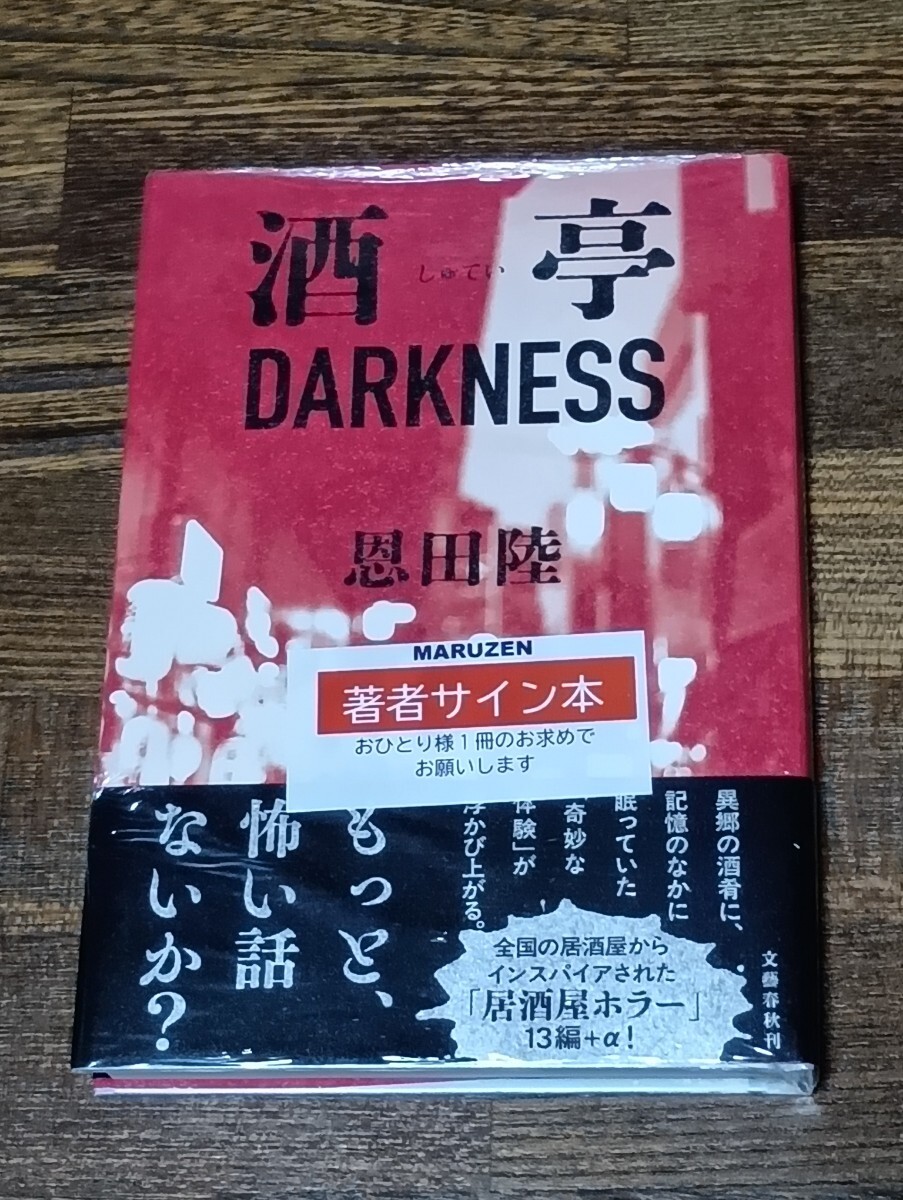 酒亭
しゅてい
DARKNESS
恩田陸
MARUZEN
著者サイン本
おひとり様1冊のお求めで
お願いします
異郷の酒肴に、
記憶のなかに
眠っていた
奇妙な
体験」が
浮かび上がる。
もっと、
怖い話
ないか?
全国の居酒屋から
インスパイアされた
「居酒屋ホラー」
13編+α!
文藝春秋刊